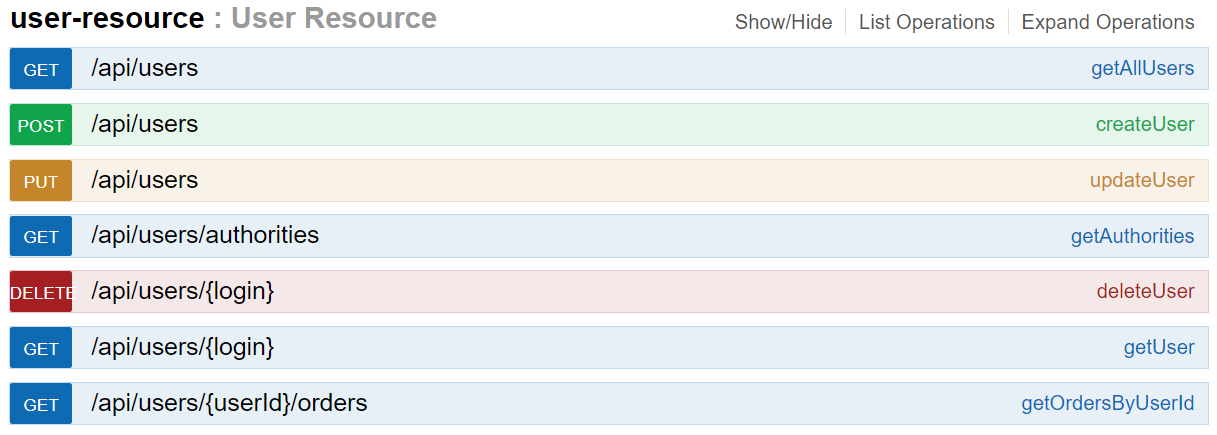 user-resource : User Resource Show/Hide List Operations Expand Operations
GET /api/users getAllUsers
POST /api/users createUser
PUT /api/users updateUser
GET /api/users/authorities getAuthorities
DELETE /api/users/{login} deleteUser
GET /api/users/{login} getUser
GET /api/users/{userId}/orders getOrdersByUserId